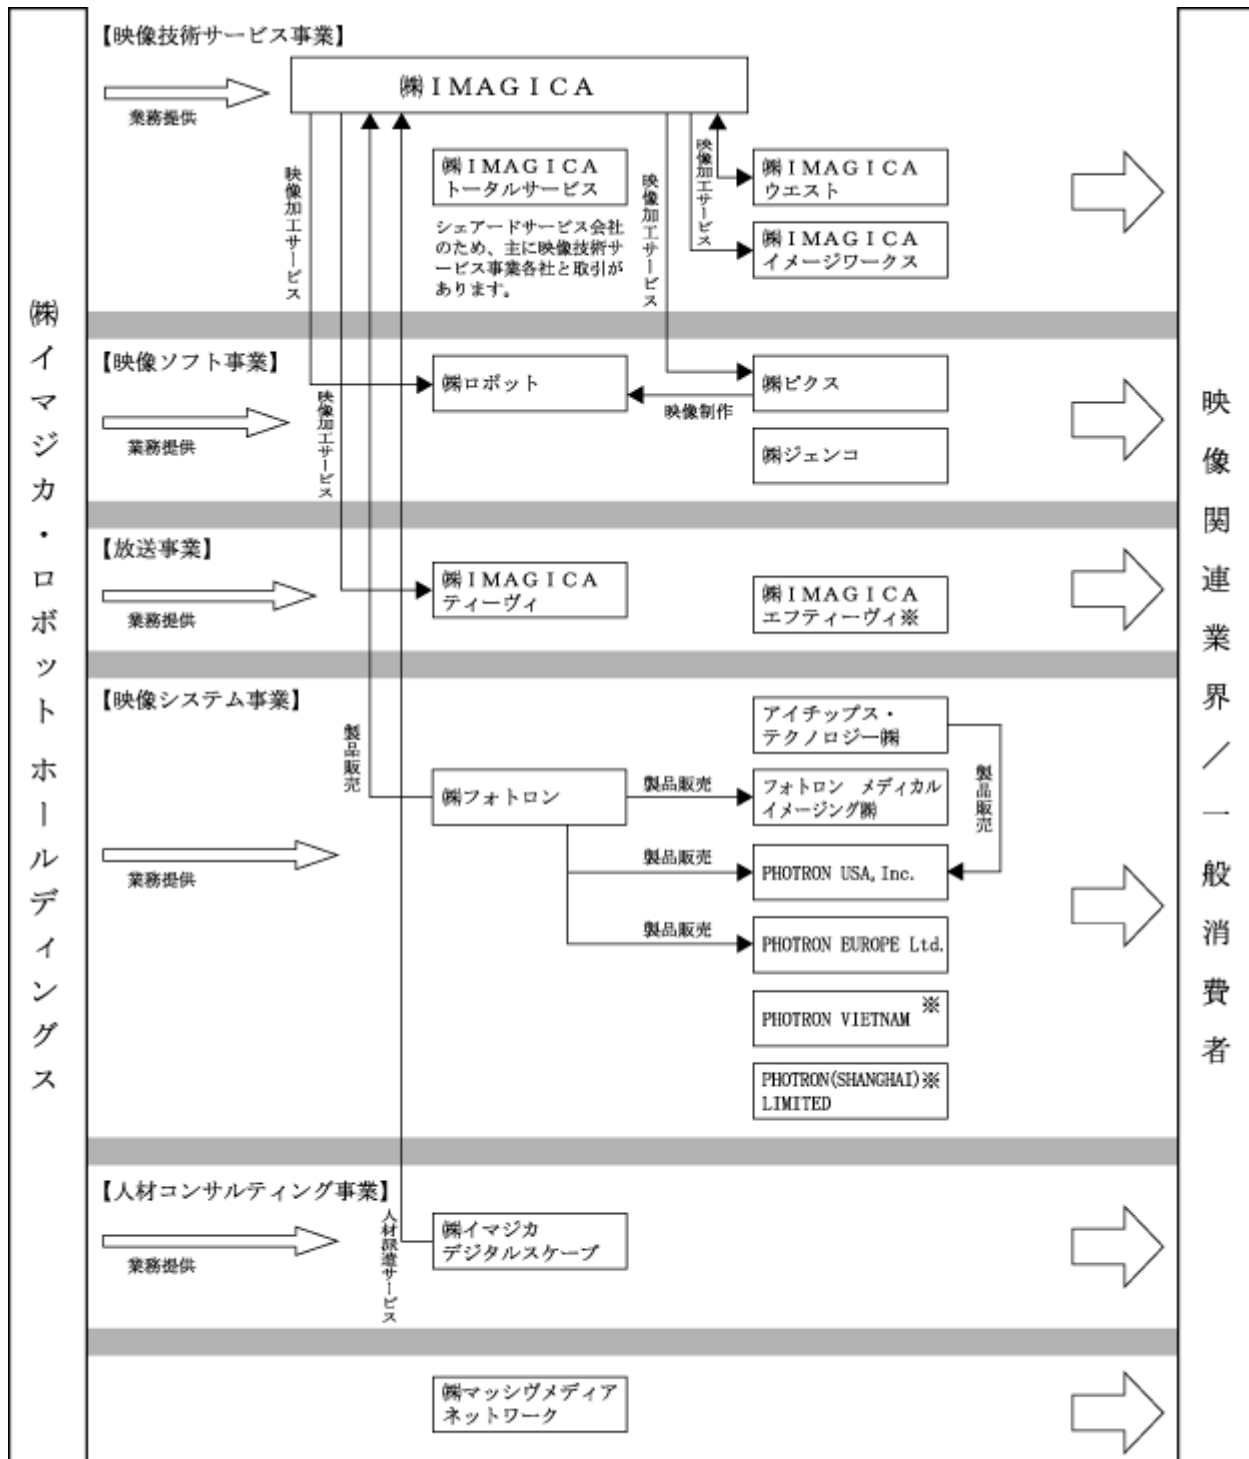 ㈱イマジカ・ロボット ホールディングス
【映像技術サービス事業】
業務提供
㈱ＩＭＡＧＩＣＡ
映像加工サービス
㈱ＩＭＡＧＩＣＡ
トータルサービス
シェアードサービス会社
のため、主に映像技術サ
ービス事業各社と取引が
あります。
映像加工サービス
映像加工サービス
㈱ＩＭＡＧＩＣＡ
ウエスト
㈱ＩＭＡＧＩＣＡ
イメージワークス
【映像ソフト事業】
業務提供
映像加工サービス
㈱ロボット
映像制作
㈱ピクス
㈱ジェンコ
【放送事業】
業務提供
㈱ＩＭＡＧＩＣＡ
ティーヴィ
㈱ＩＭＡＧＩＣＡ
エフティーヴィ※
【映像システム事業】
業務提供
製品販売
㈱フォトロン
製品販売
製品販売
製品販売
アイチップス・
テクノロジー㈱
フォトロン　メディカル
イメージング㈱
製品販売
PHOTRON USA, Inc.
PHOTRON EUROPE Ltd.
PHOTRON VIETNAM ※
PHOTRON(SHANGHAI)※
LIMITED
【人材コンサルティング事業】
業務提供
人材派遣サービス
㈱イマジカ
デジタルスケープ
㈱マッシヴメディア
ネットワーク
映像関連業界／一般消費者